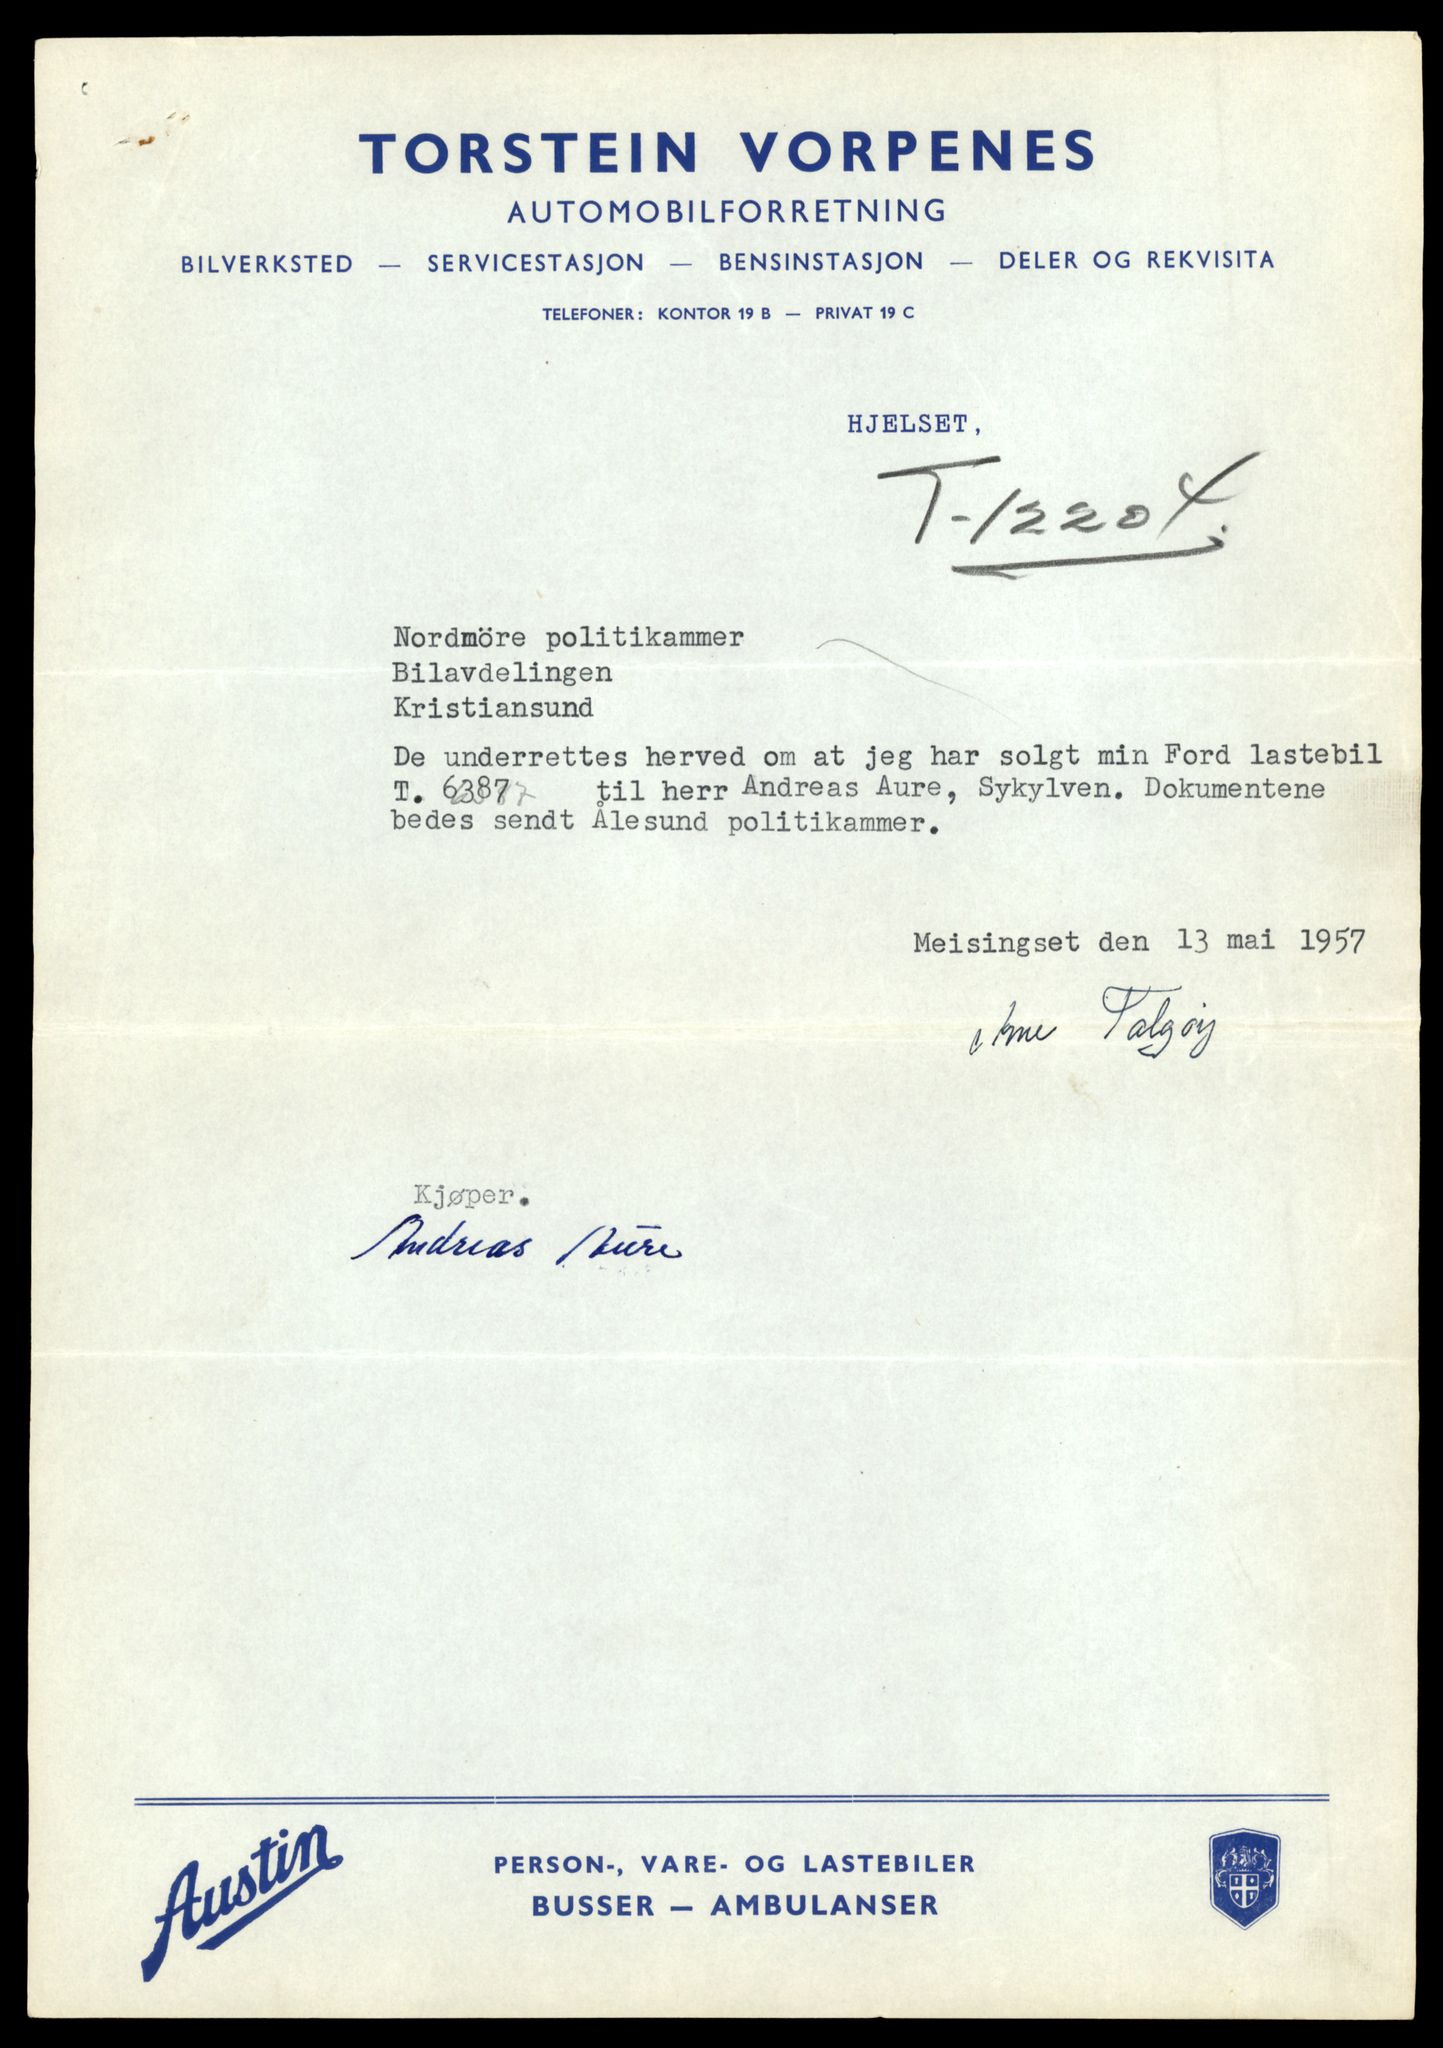 TORSTEIN VORPENES
AUTOMOBILFORRETNING
BILVERKSTED — SERVICESTASJON — BENSINSTASJON — DELER OG REKVISITA
TELEFONER: KONTOR 19 B — PRIVAT 19 C
HJELSET,
T-12204.
Nordmöre politikammer
Bilavdelingen
Kristiansund
De underrettes herved om at jeg har solgt min Ford lastebil
T. 6387 til herr Andreas Aure, Sykylven. Dokumentene
bedes sendt Ålesund politikammer.
Meisingset den 13 mai 1957
Arne Talgøy
Kjøper.
Andreas Aure
Austin
PERSON-, VARE- OG LASTEBILER
BUSSER — AMBULANSER